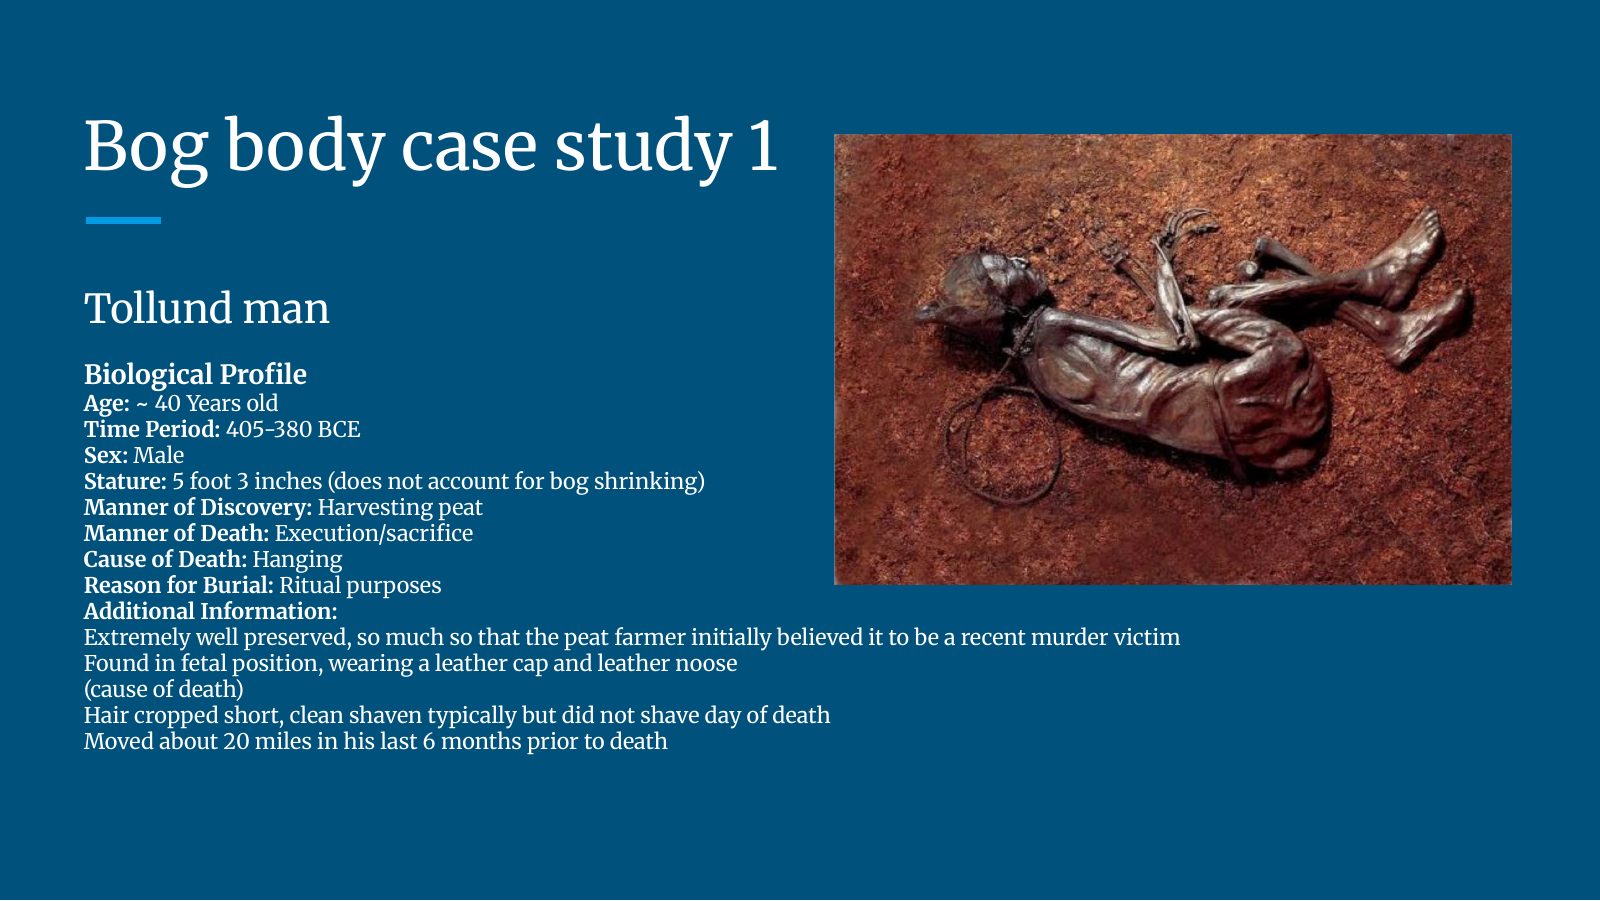 Bog body case study 1
Tollund man
Biological Profile
Age: ~ 40 Years old
Time Period: 405-380 BCE
Sex: Male
Stature: 5 foot 3 inches (does not account for bog shrinking)
Manner of Discovery: Harvesting peat
Manner of Death: Execution/sacrifice
Cause of Death: Hanging
Reason for Burial: Ritual purposes
Additional Information:
Extremely well preserved, so much so that the peat farmer initially believed it to be a recent murder victim
Found in fetal position, wearing a leather cap and leather noose
(cause of death)
Hair cropped short, clean shaven typically but did not shave day of death
Moved about 20 miles in his last 6 months prior to death